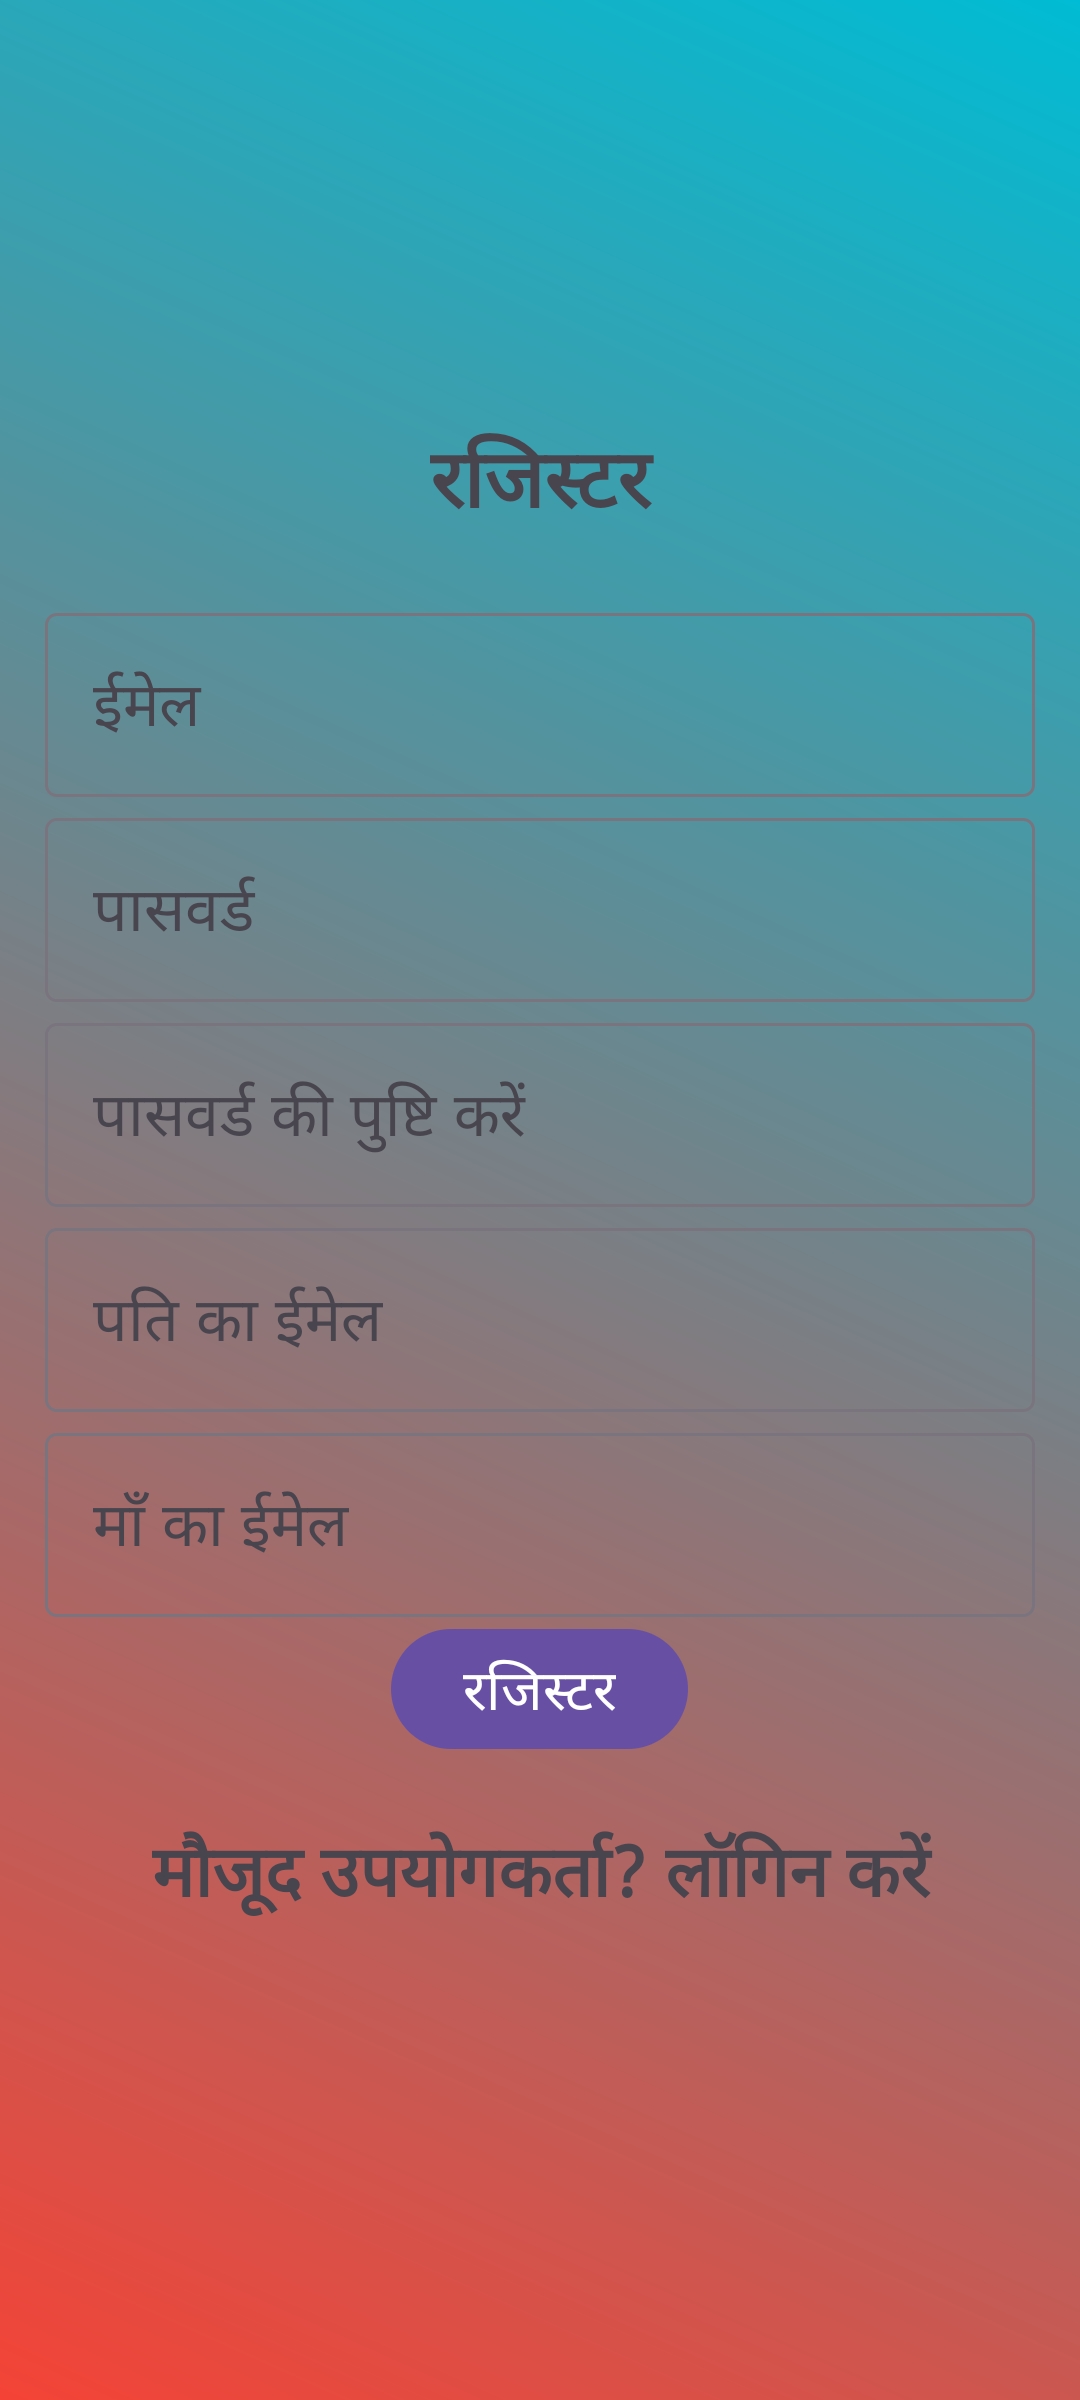 रजिस्टर
ईमेल
पासवर्ड
पासवर्ड की पुष्टि करें
पति का ईमेल
माँ का ईमेल
रजिस्टर
मौजूद उपयोगकर्ता? लॉगिन करें